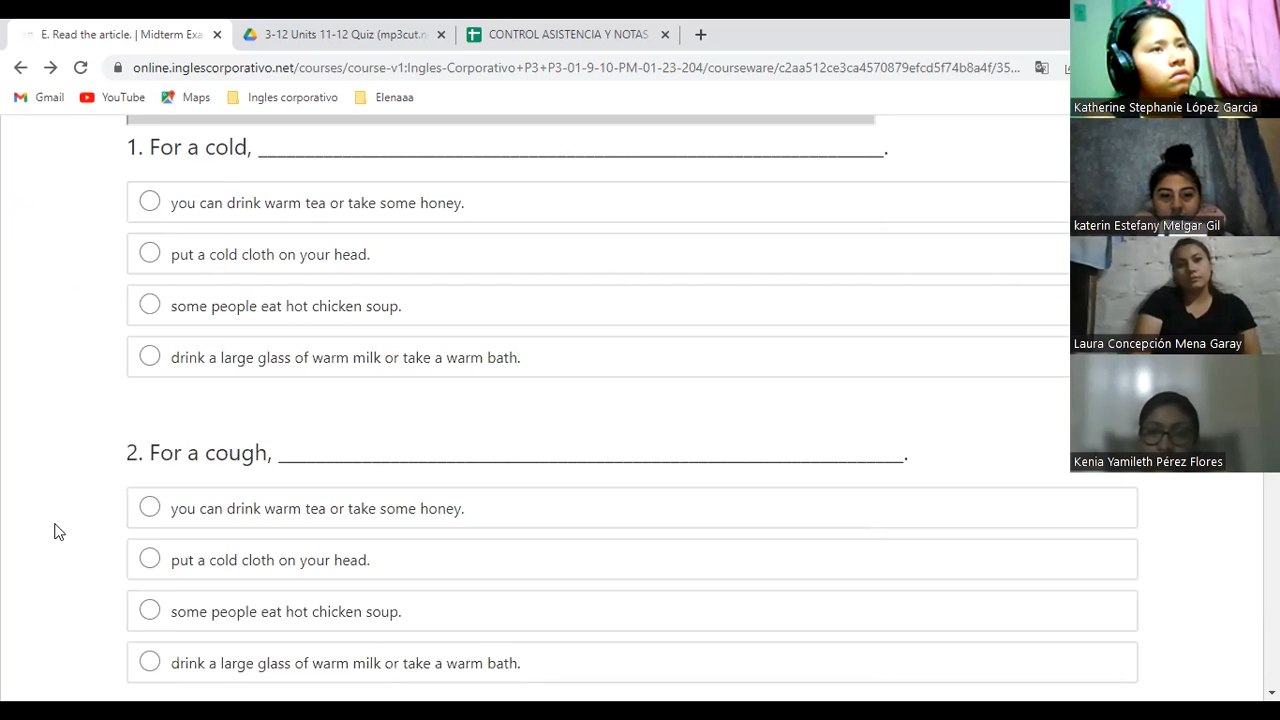 E. Read the article. | Midterm Exa
3-12 Units 11-12 Quiz (mp3cut.n
CONTROL ASISTENCIA Y NOTAS
online.inglescorporativo.net/courses/course-v1:Ingles-Corporativo+P3+P3-01-9-10-PM-01-23-204/courseware/c2aa512ce3ca4570879efcd5f74b8a4f/35...
Gmail
YouTube
Maps
Ingles corporativo
Elenaaa
1. For a cold, ______________________________.
you can drink warm tea or take some honey.
put a cold cloth on your head.
some people eat hot chicken soup.
drink a large glass of warm milk or take a warm bath.
2. For a cough, ______________________________.
you can drink warm tea or take some honey.
put a cold cloth on your head.
some people eat hot chicken soup.
drink a large glass of warm milk or take a warm bath.
Katherine Stephanie López Garcia
katerin Estefany Melgar Gil
Laura Concepción Mena Garay
Kenia Yamileth Pérez Flores